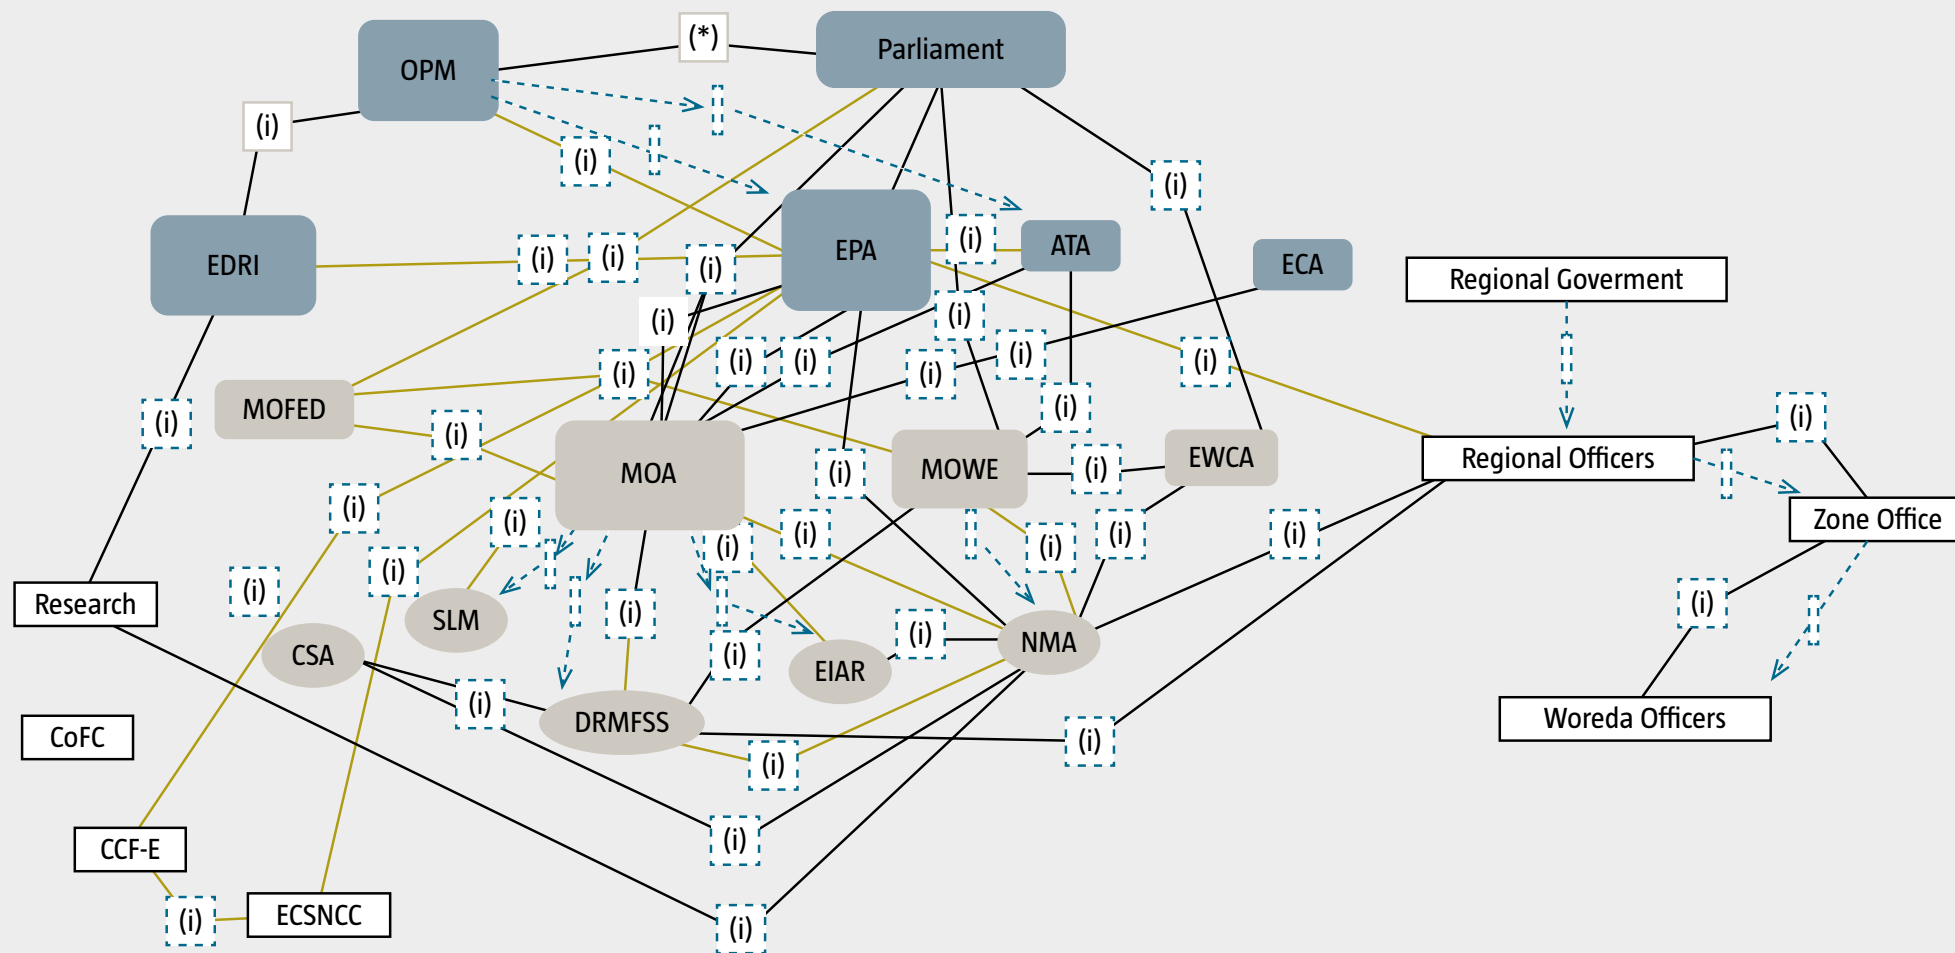 (*)
Parliament
OPM
(i)
(i)
(i)
(i)
ATA
EPA
(i)
(i)
(i)
EDRI
ECA
(i)
Regional Goverment
(i)
(i)
(i)
(i)
(i)
(i)
(i)
(i)
(i)
MOFED
(i)
(i)
(i)
Regional Officers
EWCA
(i)
MOA
MOWE
(i)
(i)
(i)
(i)
Zone Office
(i)
(i)
(i)
(i)
(i)
(i)
(i)
Research
(i)
(i)
SLM
(i)
NMA
CSA
(i)
EIAR
(i)
Woreda Officers
DRMFSS
CoFC
(i)
(i)
(i)
CCF-E
ECSNCC
(i)
(i)